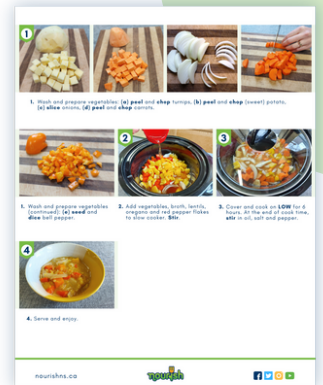 1
1. Wash and prepare vegetables: (a) peel and chop turnips, (b) peel and chop (sweet) potato,
(c) slice onions, (d) peel and chop carrots.
2
3
1. Wash and prepare vegetables
(continued): (e) seed and
dice bell pepper.
2. Add vegetables, broth, lentils,
oregano and red pepper flakes
to slow cooker. Stir.
3. Cover and cook on LOW for 6
hours. At the end of cook time,
stir in oil, salt and pepper.
4
4. Serve and enjoy.
nourishns.ca
nourish